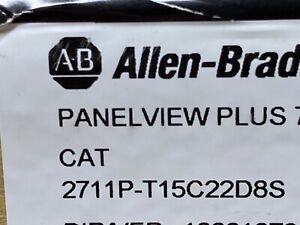 AB Allen-Brad
PANELVIEW PLUS 7
CAT
2711P-T15C22D8S